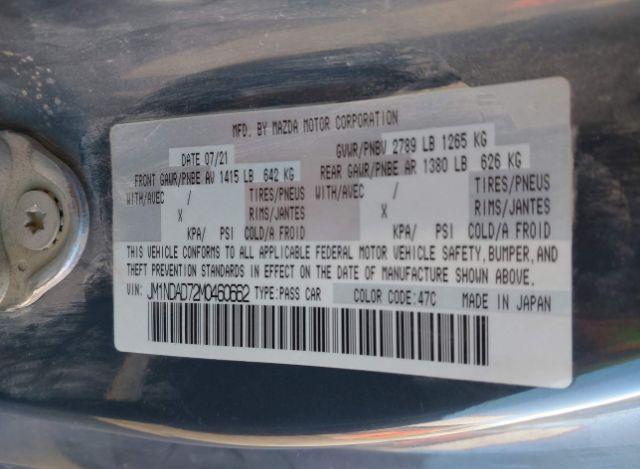 MFD. BY MAZDA MOTOR CORPORATION
DATE 07/21 GVWR/PNBV 2789 LB 1265 KG
FRONT GAWR/PNBE AV 1415 LB 642 KG REAR GAWR/PNBE AR 1380 LB 626 KG
WITH/AVEC / TIRES/PNEUS WITH/AVEC / TIRES/PNEUS
X RIMS/JANTES X RIMS/JANTES
KPA/ PSI COLD/A FROID KPA/ PSI COLD/A FROID
THIS VEHICLE CONFORMS TO ALL APPLICABLE FEDERAL MOTOR VEHICLE SAFETY, BUMPER, AND
THEFT PREVENTION STANDARDS IN EFFECT ON THE DATE OF MANUFACTURE SHOWN ABOVE.
VIN: JM1NDAD72M0460662 TYPE: PASS CAR COLOR CODE: 47C MADE IN JAPAN